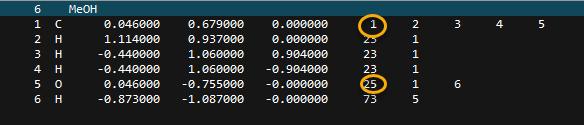 6 MeOH
1 C 0.046000 0.679000 0.000000 1 2 3 4 5
2 H 1.114000 0.937000 0.000000 23 1
3 H -0.440000 1.060000 0.904000 23 1
4 H -0.440000 1.060000 -0.904000 23 1
5 O 0.046000 -0.755000 -0.000000 25 1 6
6 H -0.873000 -1.087000 -0.000000 73 5